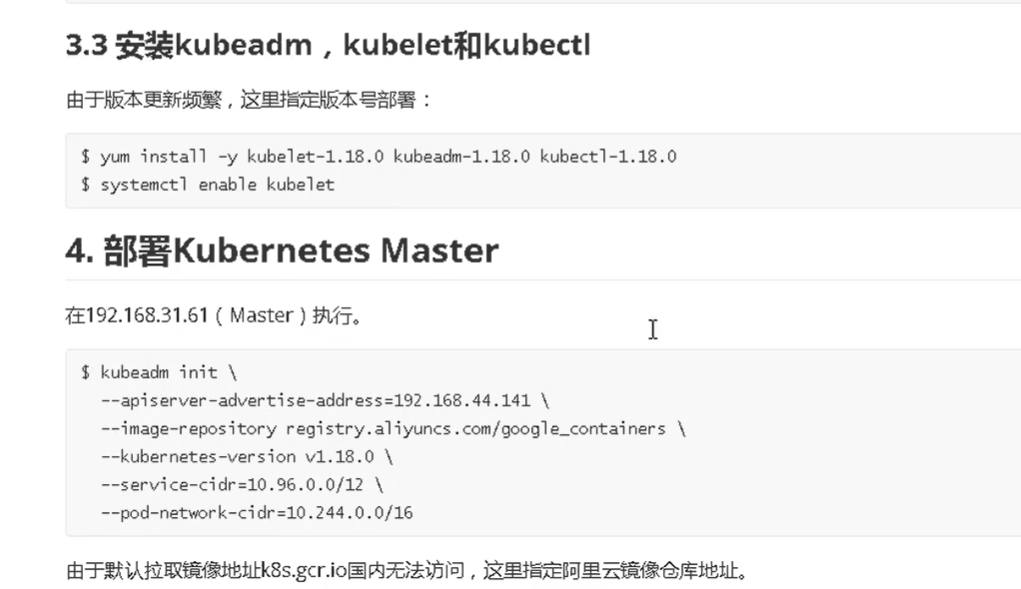 3.3 安装kubeadm，kubelet和kubectl
由于版本更新频繁，这里指定版本号部署：
$ yum install -y kubelet-1.18.0 kubeadm-1.18.0 kubectl-1.18.0
$ systemctl enable kubelet
4. 部署Kubernetes Master
在192.168.31.61（Master）执行。
$ kubeadm init \
--apiserver-advertise-address=192.168.44.141 \
--image-repository registry.aliyuncs.com/google_containers \
--kubernetes-version v1.18.0 \
--service-cidr=10.96.0.0/12 \
--pod-network-cidr=10.244.0.0/16
由于默认拉取镜像地址k8s.gcr.io国内无法访问，这里指定阿里云镜像仓库地址。